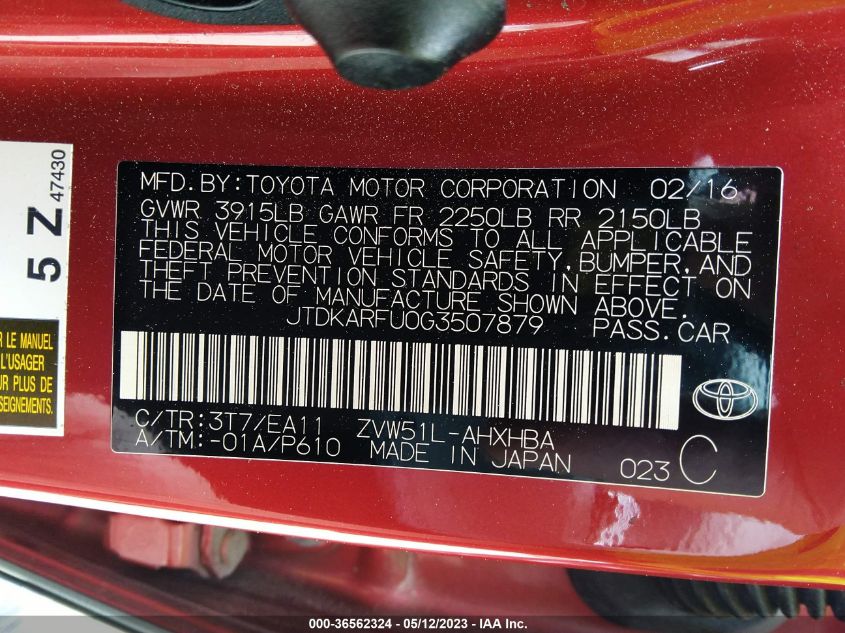 MFD.BY:TOYOTA MOTOR CORPORATION 02/16
GVWR 3915LB GAWR FR 2250LB RR 2150LB
THIS VEHICLE CONFORMS TO ALL APPLICABLE
FEDERAL MOTOR VEHICLE SAFETY,BUMPER,AND
THEFT PREVENTION STANDARDS IN EFFECT ON
THE DATE OF MANUFACTURE SHOWN ABOVE.
JTDKARFU0G3507879 PASS.CAR
C/TR:3T7/EA11 ZVW51L-AHXHBA
A/TM:-01A/P610 MADE IN JAPAN 023 C
5 Z 47430
R LE MANUEL
L'USAGER
UR PLUS DE
SEIGNEMENTS.
000-36562324 - 05/12/2023 - IAA Inc.